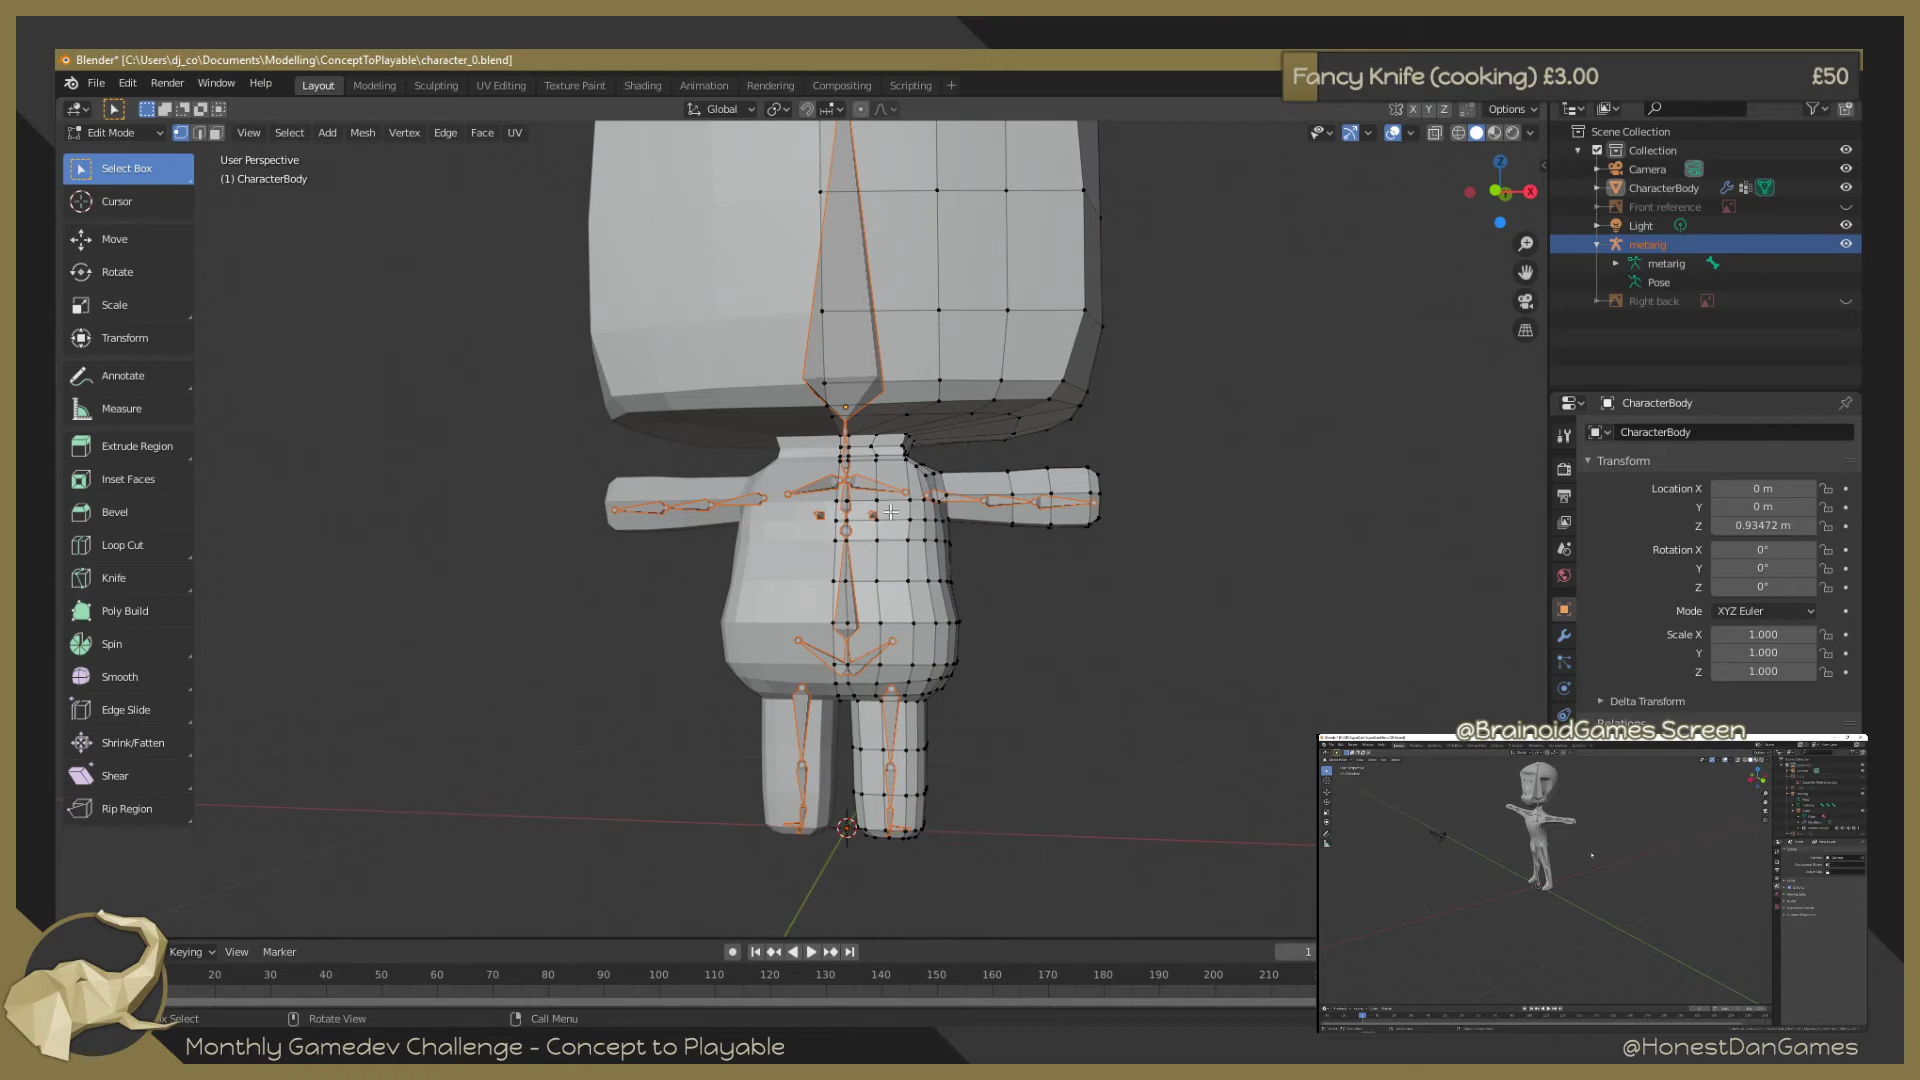 Blender* [C:\Users\dj_co\Documents\Modelling\ConceptToPlayable\character_0.blend]
Fancy Knife (cooking) £3.00 £50
File Edit Render Window Help Layout Modeling Sculpting UV Editing Texture Paint Shading Animation Rendering Compositing Scripting +
Global X Y Z Options
Edit Mode View Select Add Mesh Vertex Edge Face UV
Select Box
Cursor
Move
Rotate
Scale
Transform
Annotate
Measure
Extrude Region
Inset Faces
Bevel
Loop Cut
Knife
Poly Build
Spin
Smooth
Edge Slide
Shrink/Fatten
Shear
Rip Region
User Perspective
(1) CharacterBody
Z
X
Scene Collection
Collection
Camera
CharacterBody
Front reference
Light
metarig
metarig
Pose
Right back
CharacterBody
CharacterBody
Transform
Location X 0 m
Y 0 m
Z 0.93472 m
Rotation X 0°
Y 0°
Z 0°
Mode XYZ Euler
Scale X 1.000
Y 1.000
Z 1.000
Delta Transform
Relations
@BrainoidGames Screen
Keying View Marker 1
20 30 40 50 60 70 80 90 100 110 120 130 140 150 160 170 180 190 200 210
Select Rotate View Call Menu
Monthly Gamedev Challenge - Concept to Playable
@HonestDanGames